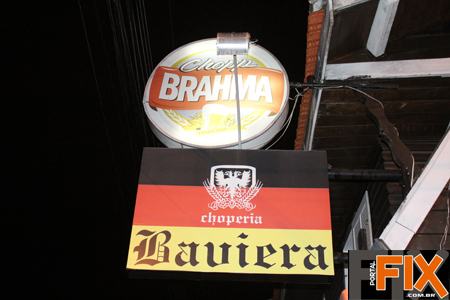 Chopp
BRAHMA
choperia
Baviera
PORTAL
FIX
.COM.BR